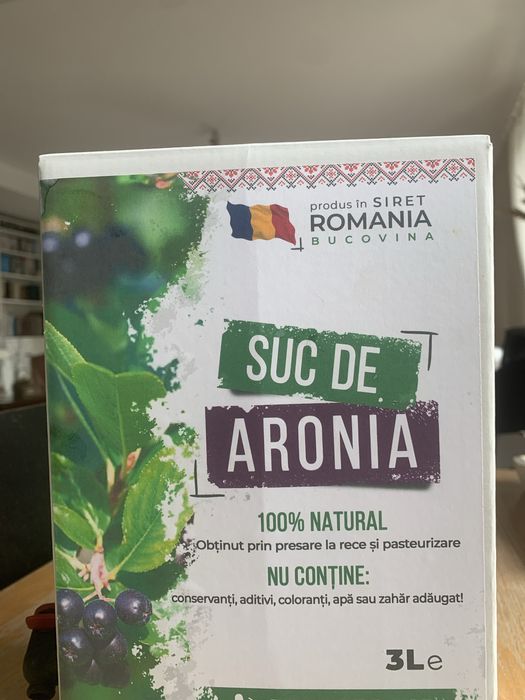 produs în SIRET
ROMANIA
BUCOVINA
SUC DE
ARONIA
100% NATURAL
Obținut prin presare la rece și pasteurizare
NU CONȚINE:
conservanți, aditivi, coloranți, apă sau zahăr adăugat!
3L e